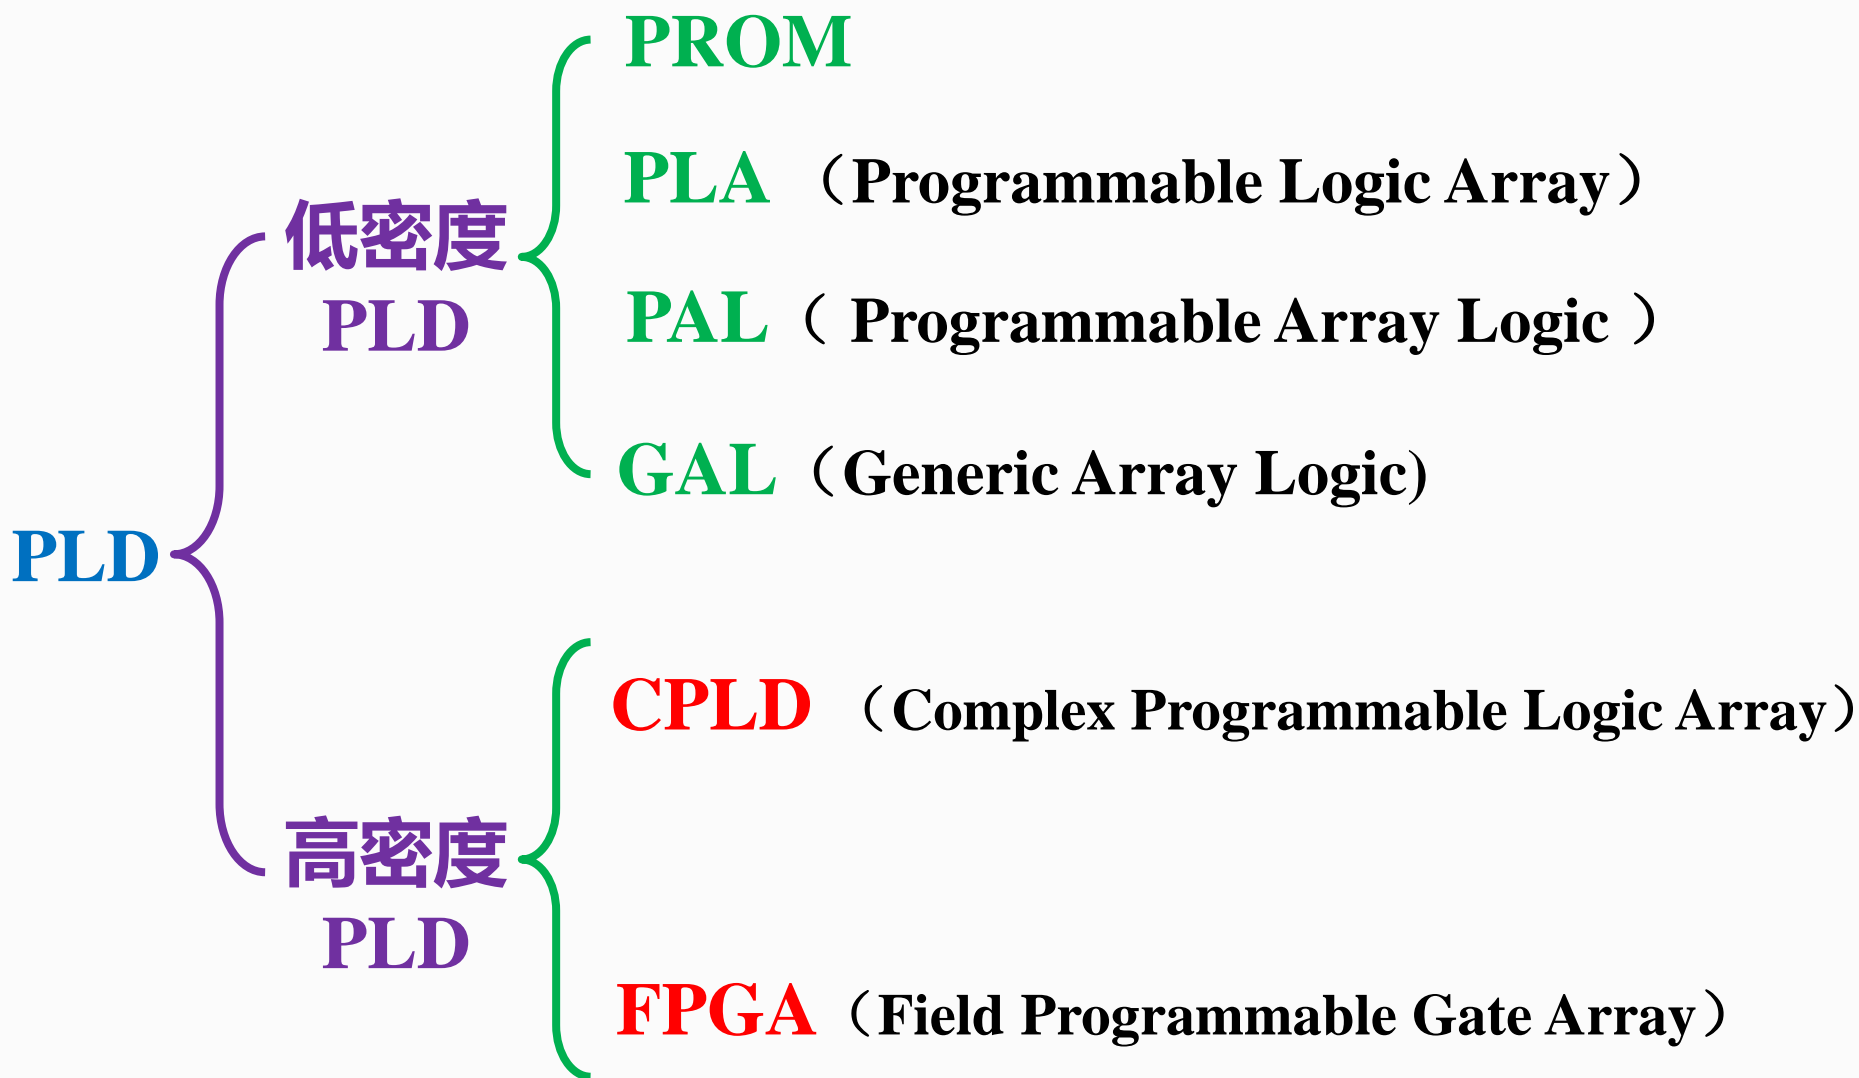 PROM
PLA （Programmable Logic Array）
低密度
PLD
PAL （ Programmable Array Logic ）
GAL （Generic Array Logic)
PLD
CPLD （Complex Programmable Logic Array）
高密度
PLD
FPGA （Field Programmable Gate Array）